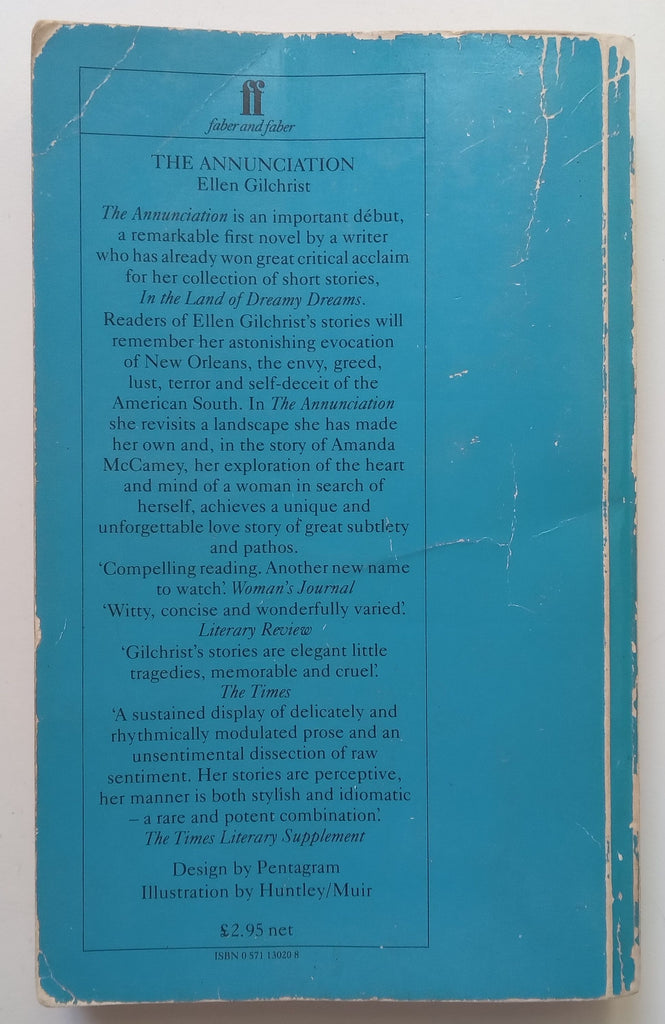 ff
faber and faber
THE ANNUNCIATION
Ellen Gilchrist
The Annunciation is an important début,
a remarkable first novel by a writer
who has already won great critical acclaim
for her collection of short stories,
In the Land of Dreamy Dreams.
Readers of Ellen Gilchrist's stories will
remember her astonishing evocation
of New Orleans, the envy, greed,
lust, terror and self-deceit of the
American South. In The Annunciation
she revisits a landscape she has made
her own and, in the story of Amanda
McCamey, her exploration of the heart
and mind of a woman in search of
herself, achieves a unique and
unforgettable love story of great subtlety
and pathos.
‘Compelling reading. Another new name
to watch’. Woman's Journal
‘Witty, concise and wonderfully varied’.
Literary Review
‘Gilchrist's stories are elegant little
tragedies, memorable and cruel’.
The Times
‘A sustained display of delicately and
rhythmically modulated prose and an
unsentimental dissection of raw
sentiment. Her stories are perceptive,
her manner is both stylish and idiomatic
– a rare and potent combination’.
The Times Literary Supplement
Design by Pentagram
Illustration by Huntley/Muir
£2.95 net
ISBN 0 571 13020 8